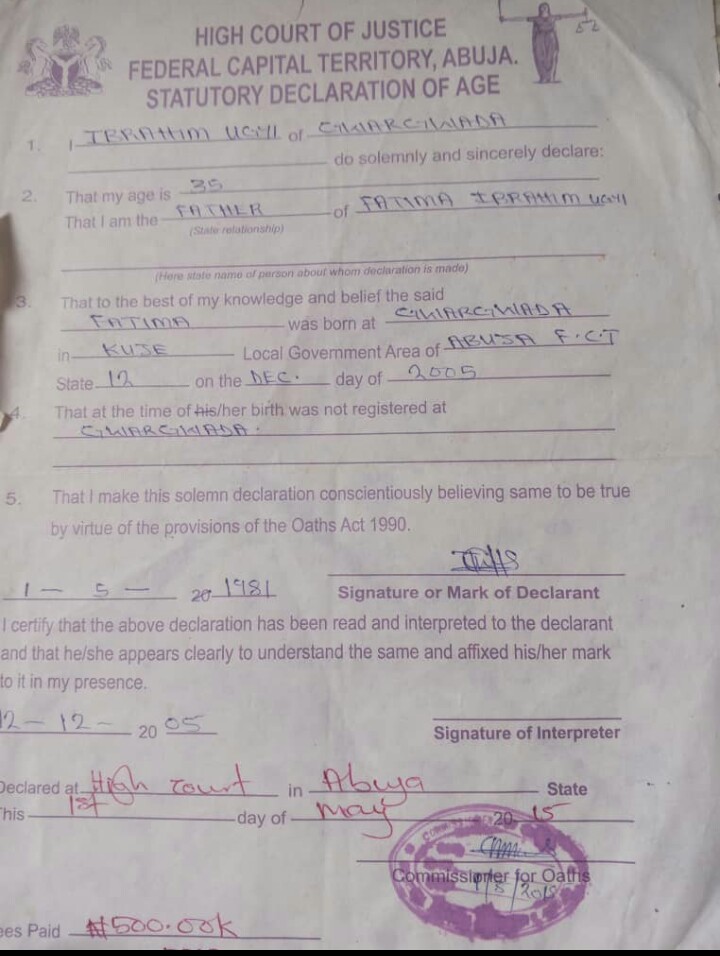 52
HIGH COURT OF JUSTICE
FEDERAL CAPITAL TERRITORY, ABUJA.
STATUTORY DECLARATION OF AGE
1. I IBRAHIM UGYI of GWARGWADA
do solemnly and sincerely declare:
2. That my age is 35
That I am the FATHER of FATIMA IBRAHIM UGYI
(State relationship)
(Here state name of person about whom declaration is made)
3. That to the best of my knowledge and belief the said
FATIMA was born at GWARGWADA
in KUJE Local Government Area of ABUJA F.C.T
State 12 on the DEC. day of 2005
4. That at the time of his/her birth was not registered at
GWARGWADA.
5. That I make this solemn declaration conscientiously believing same to be true
by virtue of the provisions of the Oaths Act 1990.
1 - 5 - 20 1981 Signature or Mark of Declarant
I certify that the above declaration has been read and interpreted to the declarant
and that he/she appears clearly to understand the same and affixed his/her mark
to it in my presence.
12 - 12 - 20 05
Signature of Interpreter
Declared at High Court in Abuja State
This 1st day of May 20 15
Commissioner for Oaths
Fees Paid ₦500.00K